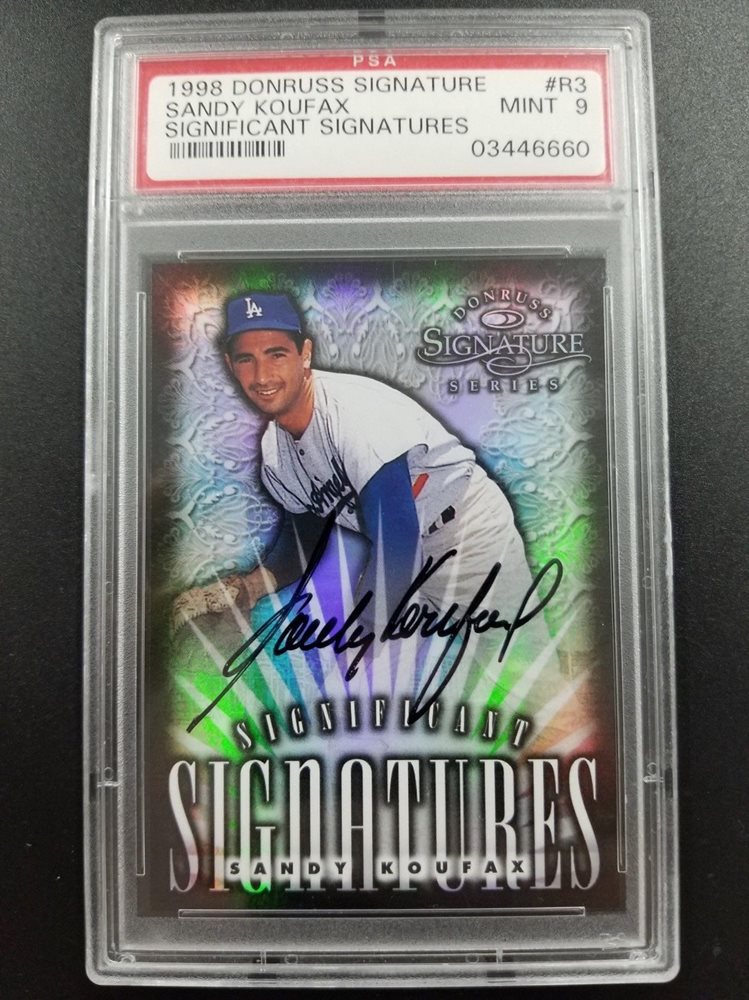 PSA
1998 DONRUSS SIGNATURE #R3
SANDY KOUFAX MINT 9
SIGNIFICANT SIGNATURES
03446660
LA
DONRUSS
SIGNATURE
SERIES
Sandy Koufax
SIGNIFICANT
SIGNATURES
SANDY KOUFAX